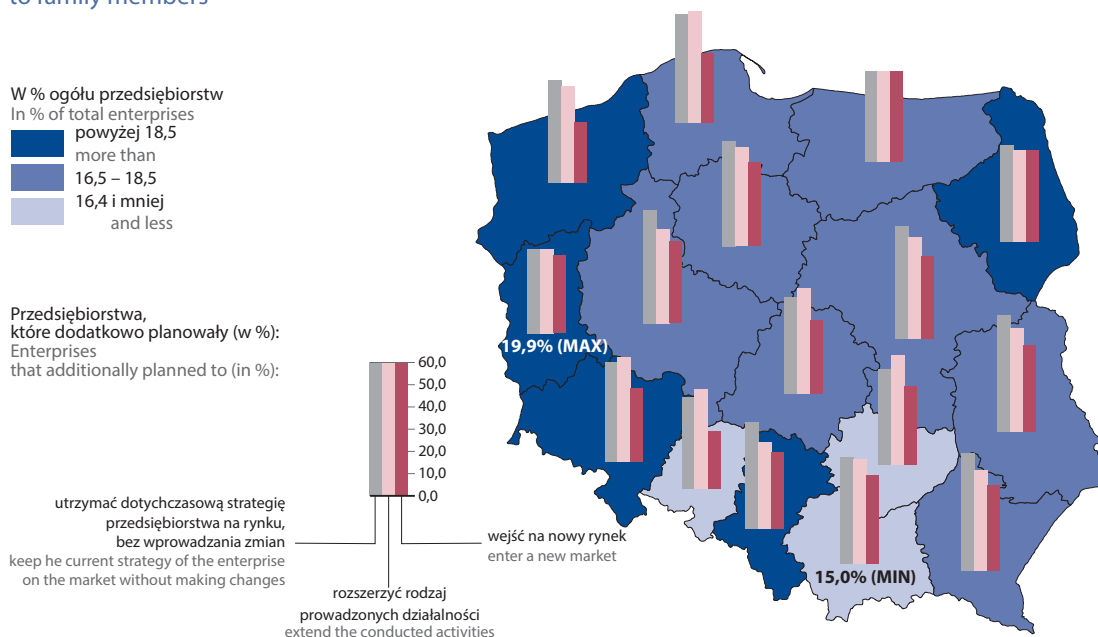 to family members
W % ogółu przedsiębiorstw
In % of total enterprises
powyżej 18,5
more than
16,5 – 18,5
16,4 i mniej
and less
Przedsiębiorstwa,
które dodatkowo planowały (w %):
Enterprises
that additionally planned to (in %):
60,0
50,0
40,0
30,0
20,0
10,0
0,0
utrzymać dotychczasową strategię
przedsiębiorstwa na rynku,
bez wprowadzania zmian
keep he current strategy of the enterprise
on the market without making changes
wejść na nowy rynek
enter a new market
rozszerzyć rodzaj
prowadzonych działalności
extend the conducted activities
19,9% (MAX)
15,0% (MIN)